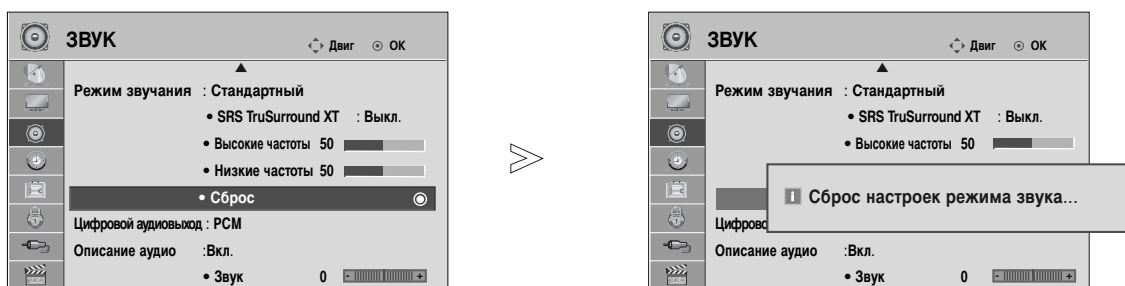 ЗВУК
Двиг ОК
Режим звучания : Стандартный
• SRS TruSurround XT : Выкл.
• Высокие частоты 50
• Низкие частоты 50
• Сброс
Цифровой аудиовыход : PCM
Описание аудио :Вкл.
• Звук 0 - +
ЗВУК
Двиг ОК
Режим звучания : Стандартный
• SRS TruSurround XT : Выкл.
• Высокие частоты 50
Сброс настроек режима звука...
Цифрово
Описание аудио :Вкл.
• Звук 0 - +